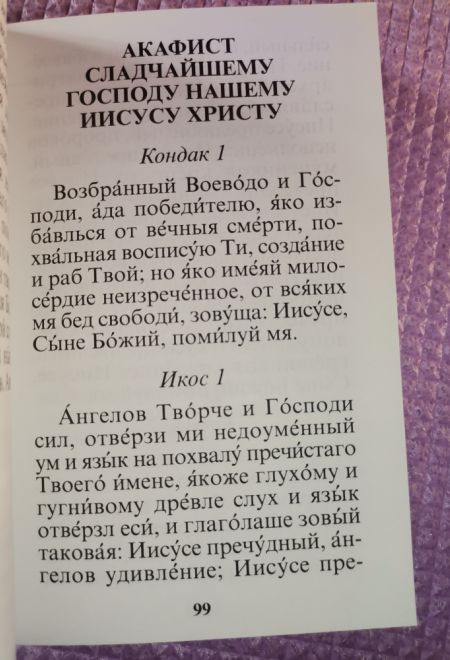 АКАФИСТ
СЛАДЧАЙШЕМУ
ГОСПОДУ НАШЕМУ
ИИСУСУ ХРИСТУ
Кондак 1
Возбра́нный Воево́до и Го́с-
поди, а́да победи́телю, я́ко из-
ба́влься от ве́чныя сме́рти, по-
хва́льная воспису́ю Ти, созда́ние
и раб Твой; но я́ко име́яй мило-
се́рдие неизрече́нное, от вся́ких
мя бед свободи́, зову́ща: Иису́се,
Сы́не Бо́жий, поми́луй мя.
Икос 1
А́нгелов Тво́рче и Го́споди
сил, отве́рзи ми недоуме́нный
ум и язы́к на похвалу́ пречи́стаго
Твоего́ и́мене, я́коже глухо́му и
гугни́вому дре́вле слух и язы́к
отве́рзл еси́, и глаго́лаше зовы́й
такова́я: Иису́се пречу́дный, а́н-
гелов удивле́ние; Иису́се пре-
99